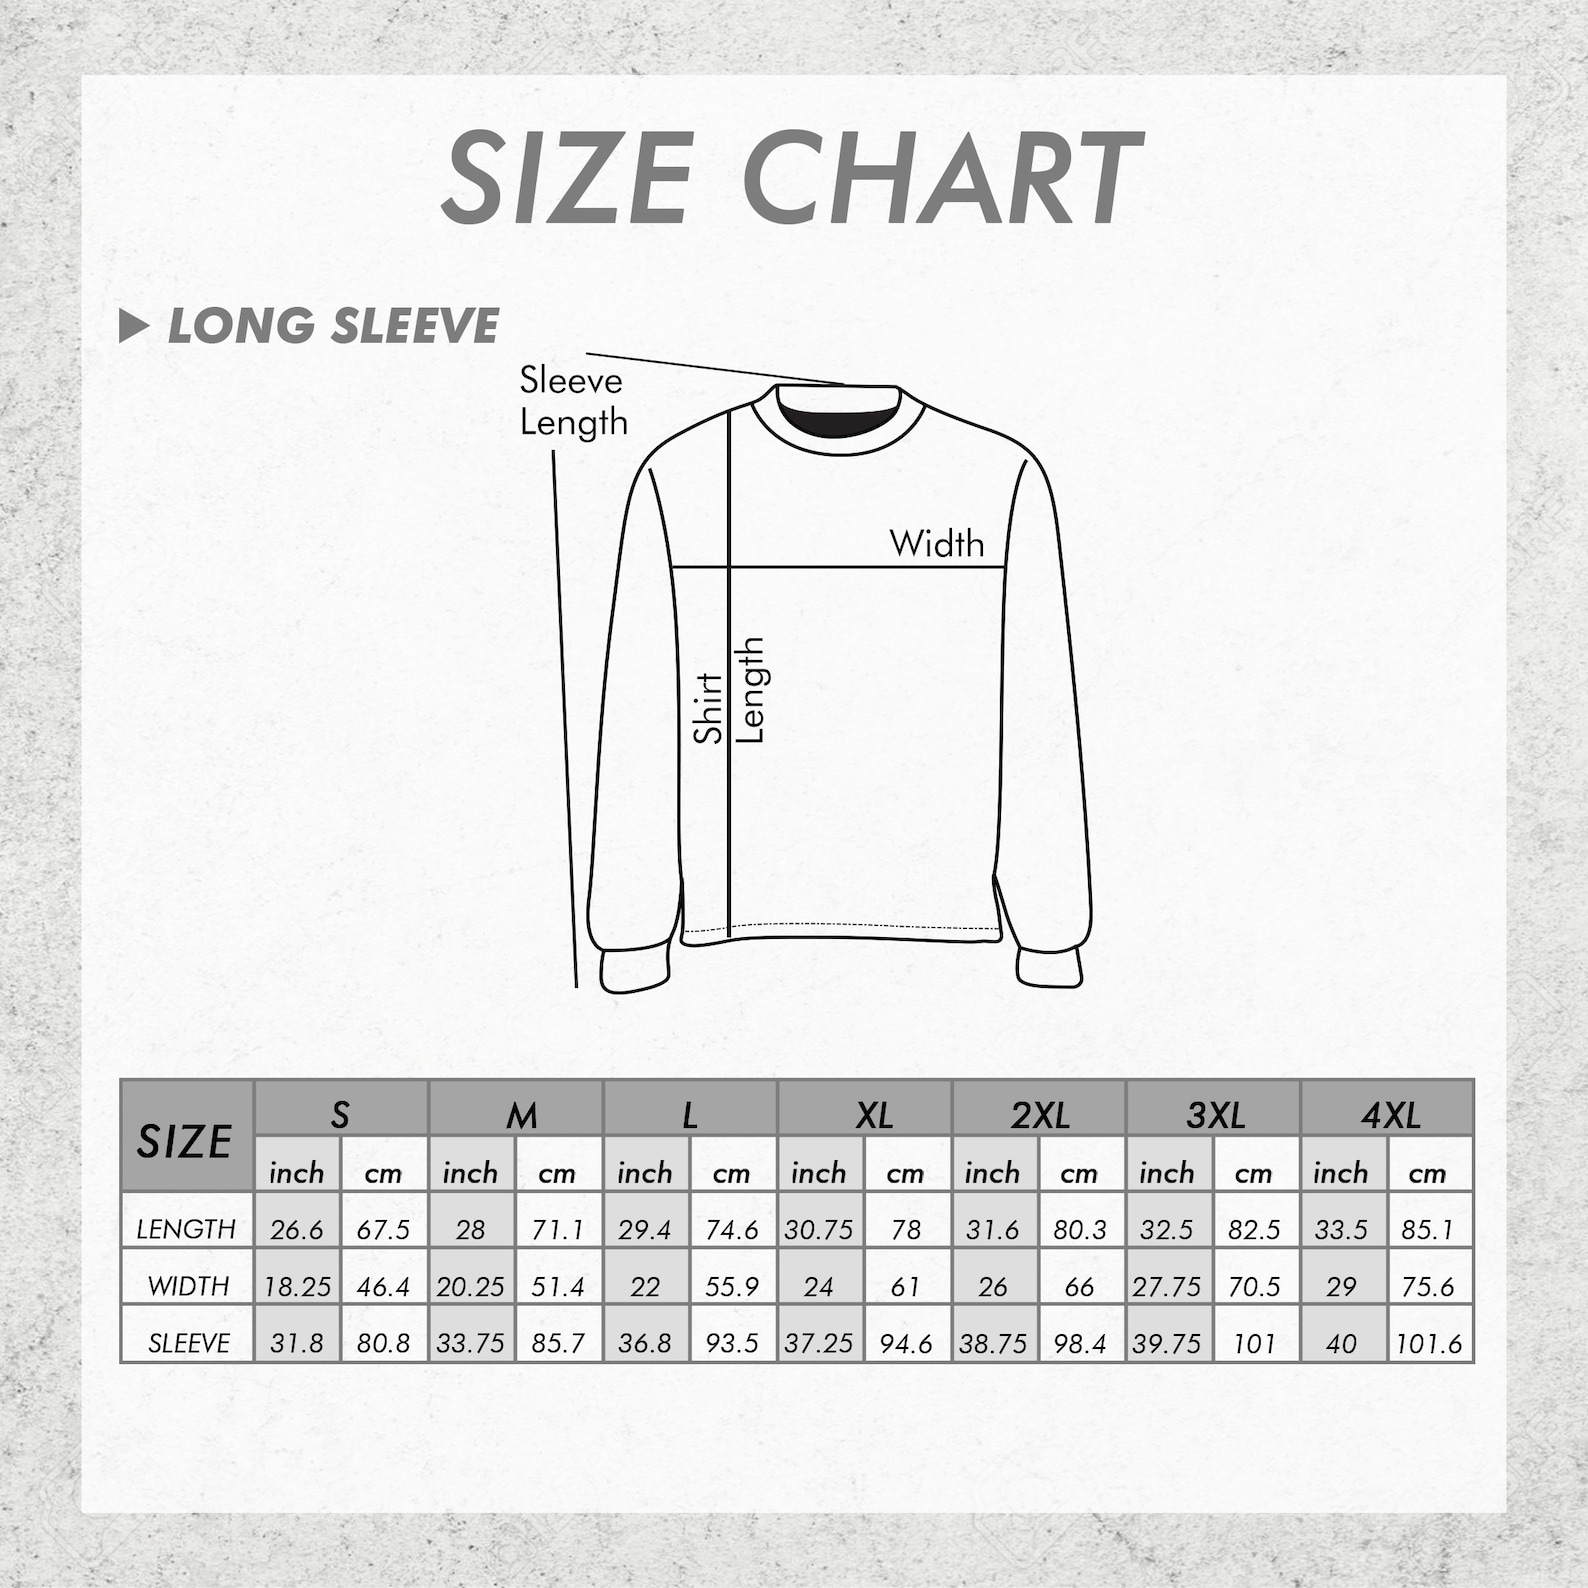 SIZE CHART
LONG SLEEVE
Sleeve
Length
Width
Shirt
Length
SIZE S M L XL 2XL 3XL 4XL
inch cm inch cm inch cm inch cm inch cm inch cm inch cm
LENGTH 26.6 67.5 28 71.1 29.4 74.6 30.75 78 31.6 80.3 32.5 82.5 33.5 85.1
WIDTH 18.25 46.4 20.25 51.4 22 55.9 24 61 26 66 27.75 70.5 29 75.6
SLEEVE 31.8 80.8 33.75 85.7 36.8 93.5 37.25 94.6 38.75 98.4 39.75 101 40 101.6